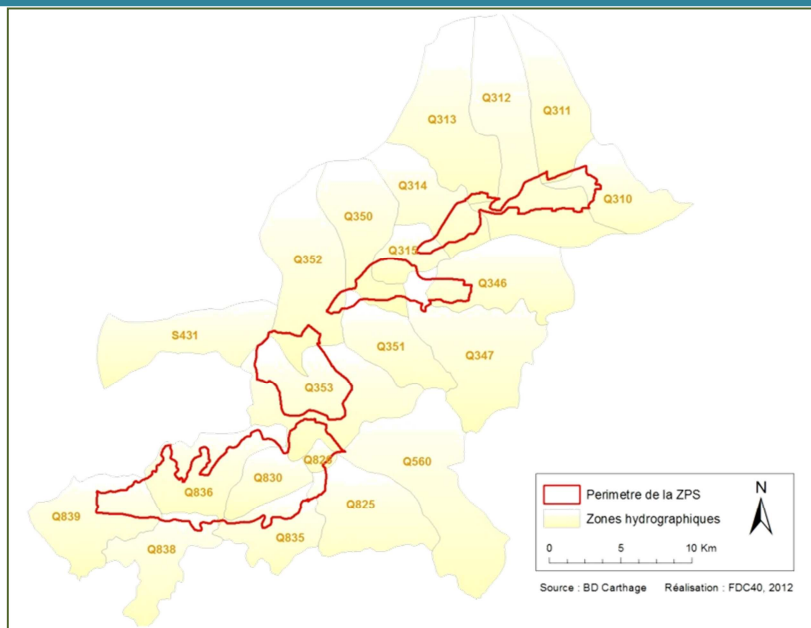 Q312
Q311
Q313
Q314
Q310
Q350
Q315
Q352
Q346
S431
Q351
Q347
Q353
Q560
Q830
Q836
Q825
Q839
Q835
Q838
Perimetre de la ZPS
Zones hydrographiques
N
0 5 10 Km
Source : BD Carthage Réalisation : FDC40, 2012